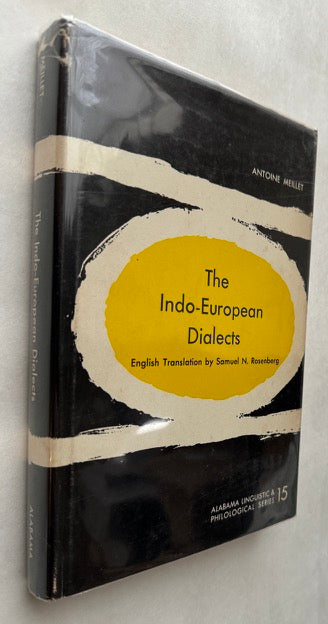 ANTOINE MEILLET
The
Indo-European
Dialects
English Translation by Samuel N. Rosenberg
ALABAMA LINGUISTIC &
PHILOLOGICAL SERIES 15
MEILLET
The Indo-European Dialects
ALABAMA